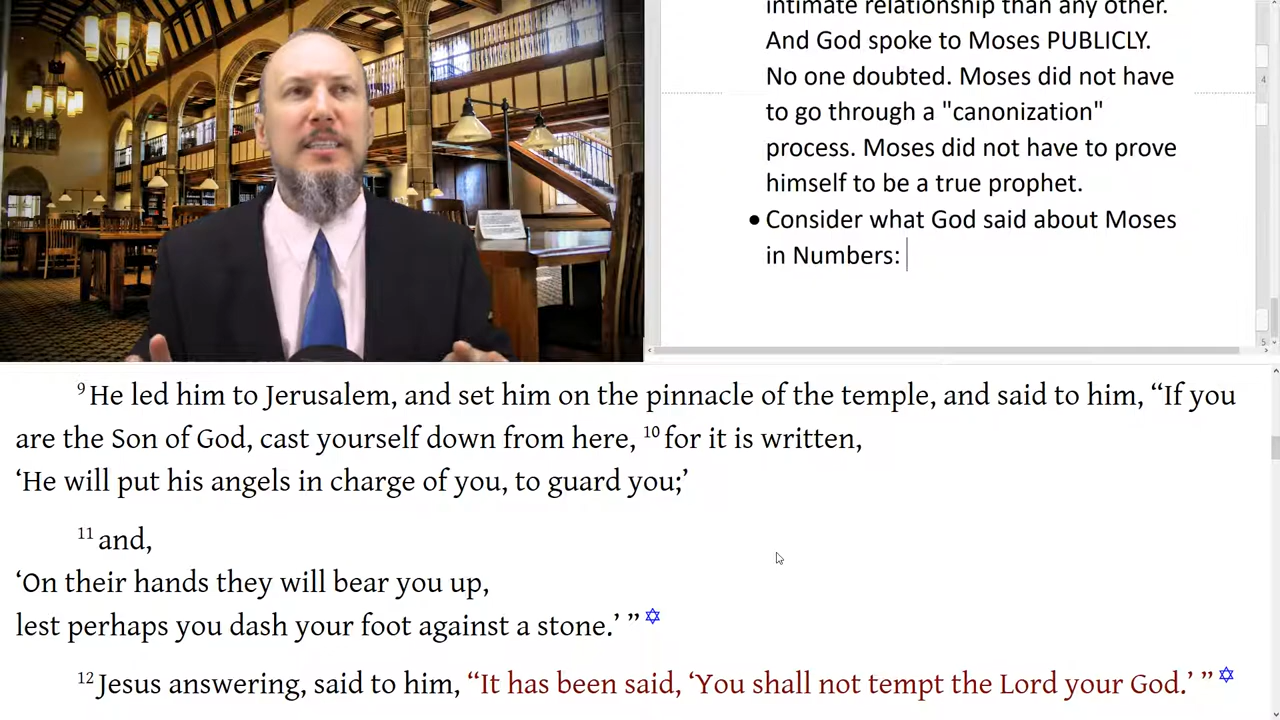 intimate relationship than any other.
And God spoke to Moses PUBLICLY.
No one doubted. Moses did not have
to go through a "canonization"
process. Moses did not have to prove
himself to be a true prophet.
• Consider what God said about Moses
in Numbers:
4
5
9 He led him to Jerusalem, and set him on the pinnacle of the temple, and said to him, “If you
are the Son of God, cast yourself down from here, 10 for it is written,
‘He will put his angels in charge of you, to guard you;’
11 and,
‘On their hands they will bear you up,
lest perhaps you dash your foot against a stone.’ ” ✡
12 Jesus answering, said to him, “It has been said, ‘You shall not tempt the Lord your God.’ ” ✡